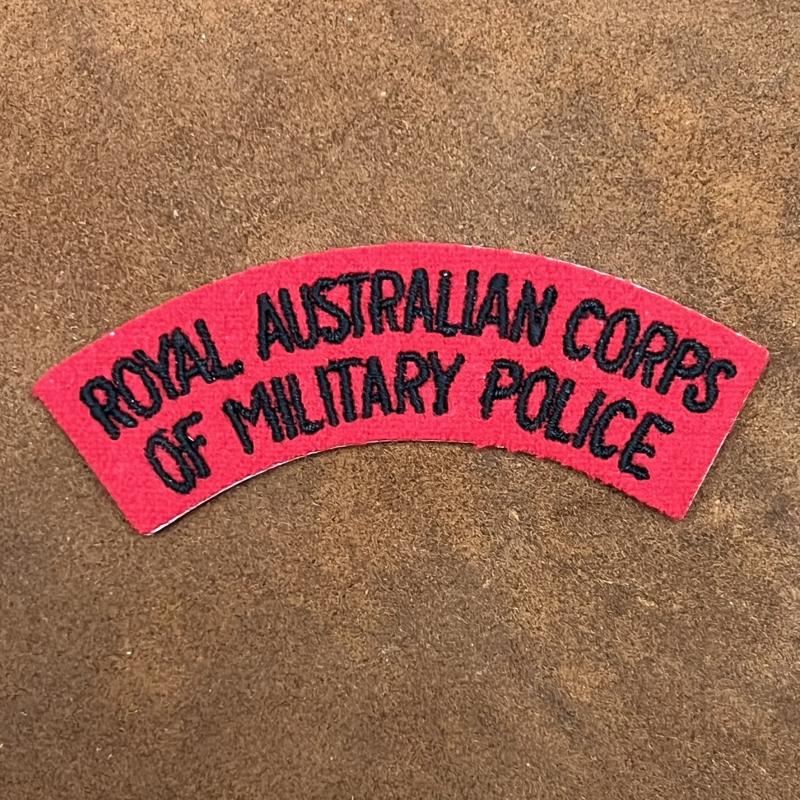 ROYAL AUSTRALIAN CORPS
OF MILITARY POLICE